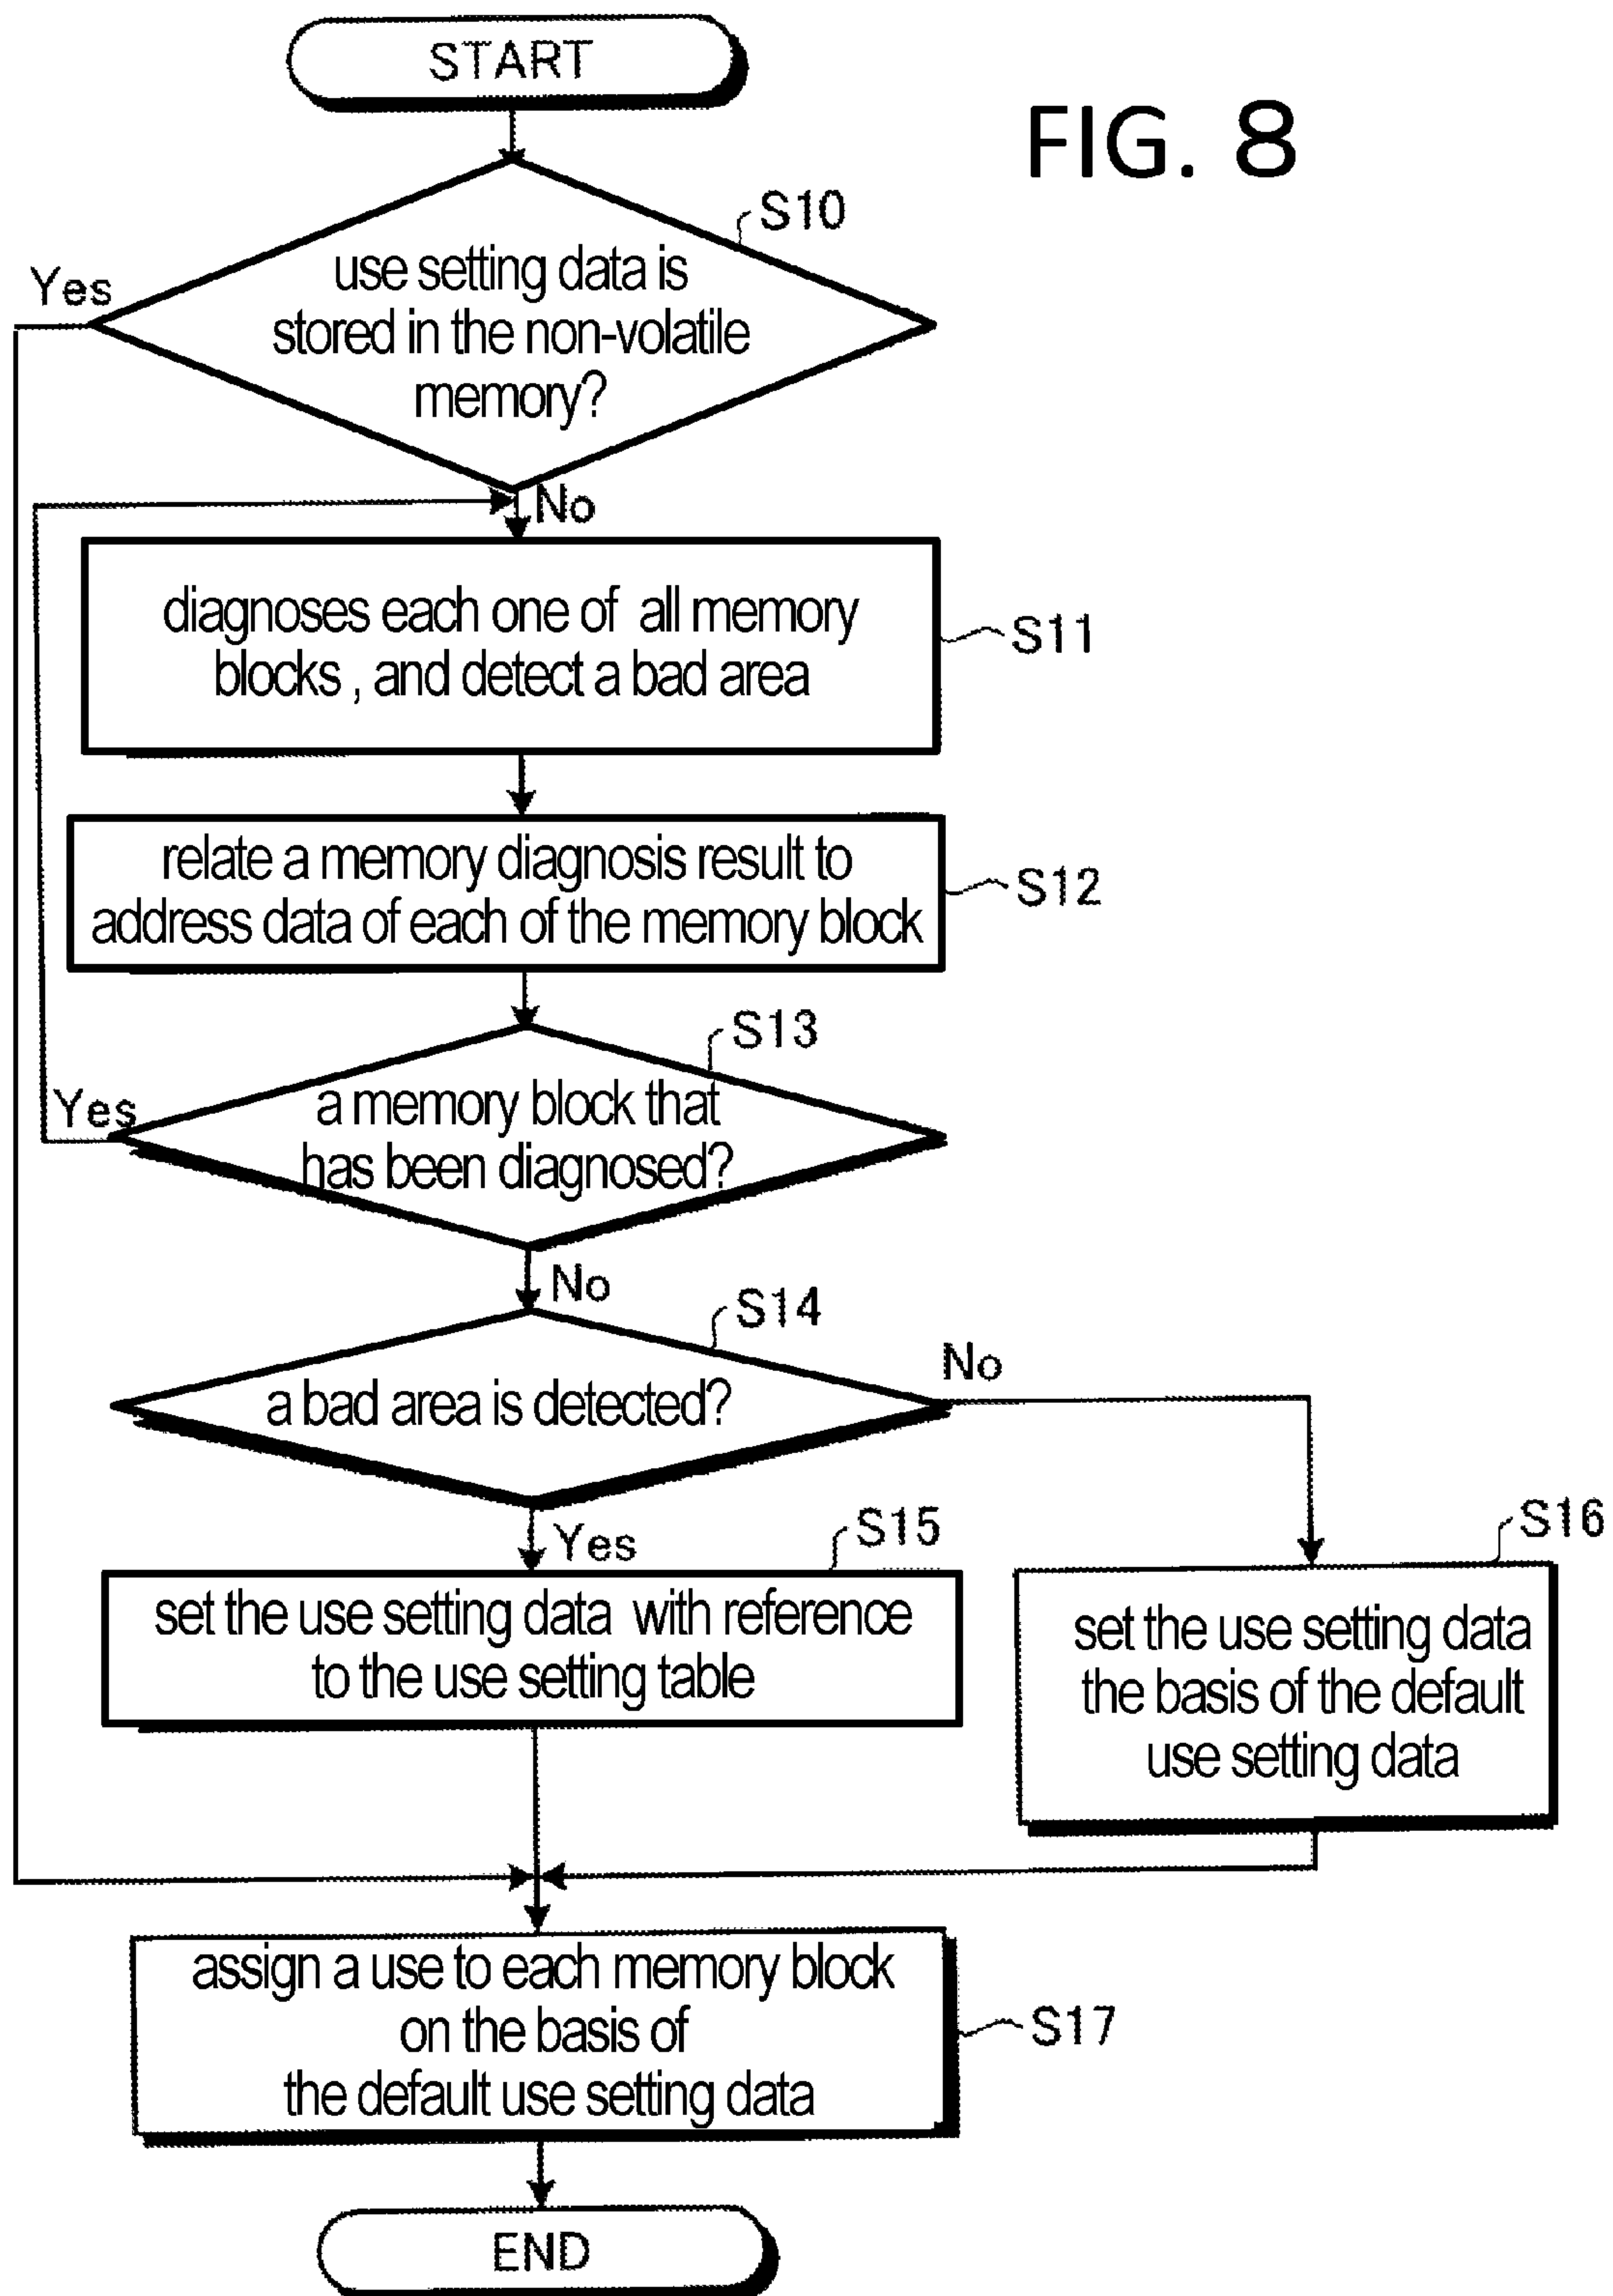 START
FIG. 8
S10
Yes
use setting data is
stored in the non-volatile
memory?
No
diagnoses each one of all memory
blocks , and detect a bad area
S11
relate a memory diagnosis result to
address data of each of the memory block
S12
S13
Yes
a memory block that
has been diagnosed?
No
S14
No
a bad area is detected?
Yes
S15
S16
set the use setting data with reference
to the use setting table
set the use setting data
the basis of the default
use setting data
assign a use to each memory block
on the basis of
the default use setting data
S17
END